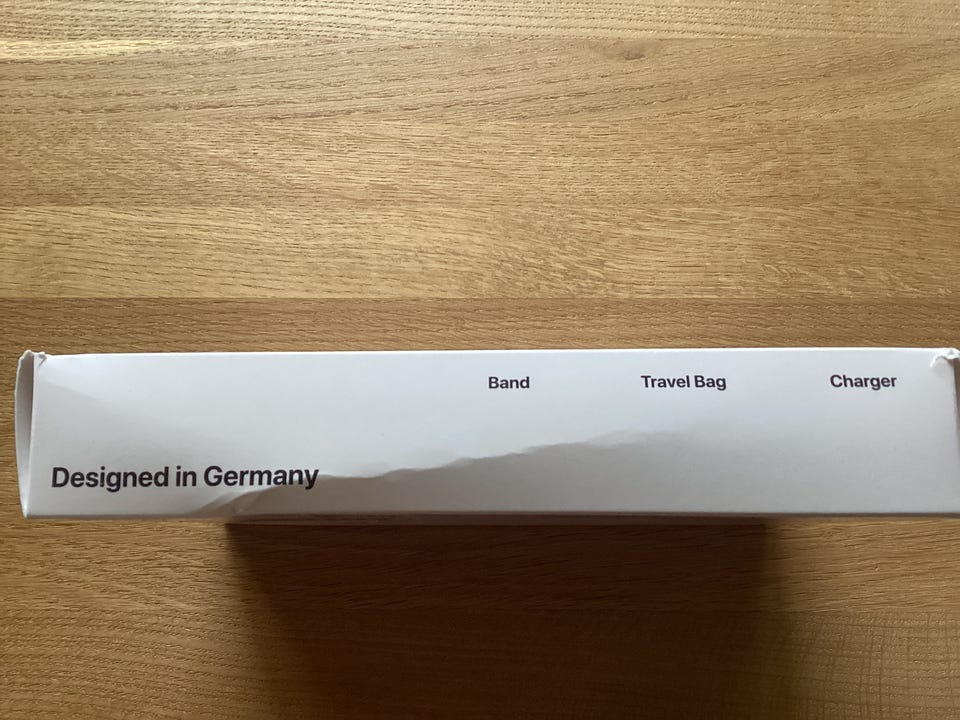 Band Travel Bag Charger
Designed in Germany